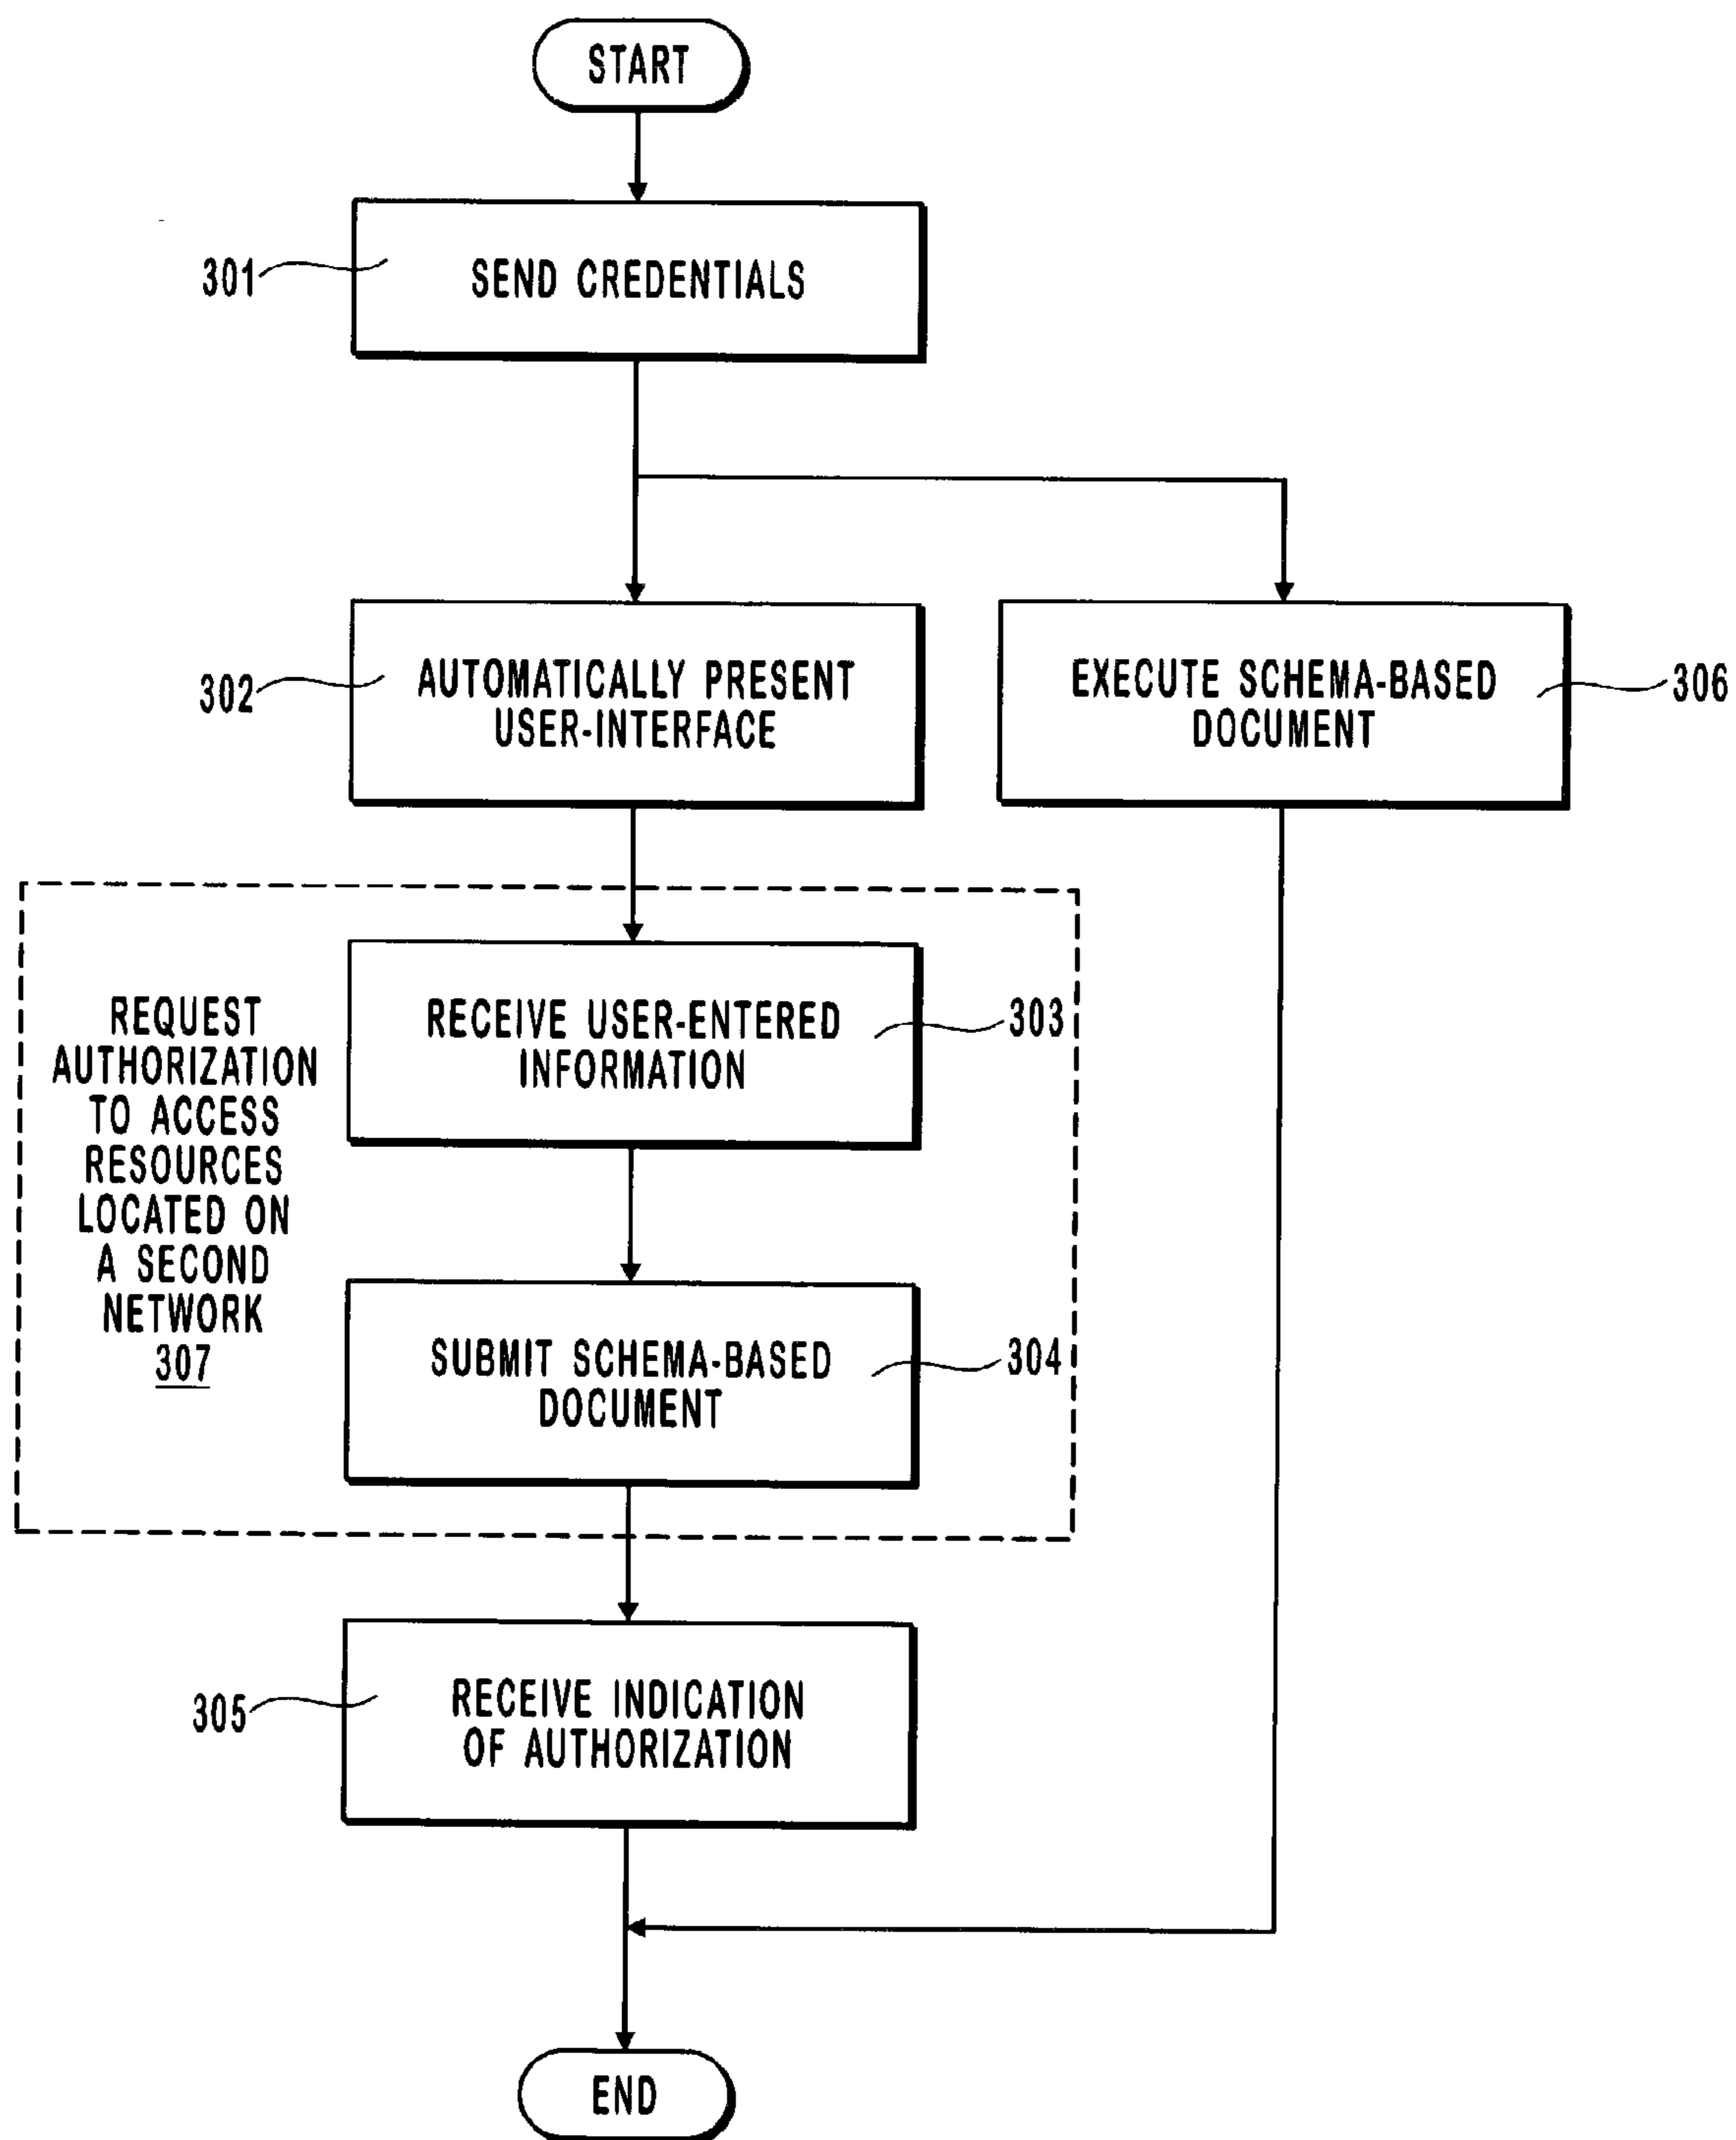 START
301
SEND CREDENTIALS
302
AUTOMATICALLY PRESENT
USER-INTERFACE
EXECUTE SCHEMA-BASED
DOCUMENT
306
REQUEST
AUTHORIZATION
TO ACCESS
RESOURCES
LOCATED ON
A SECOND
NETWORK
307
RECEIVE USER-ENTERED
INFORMATION
303
SUBMIT SCHEMA-BASED
DOCUMENT
304
305
RECEIVE INDICATION
OF AUTHORIZATION
END